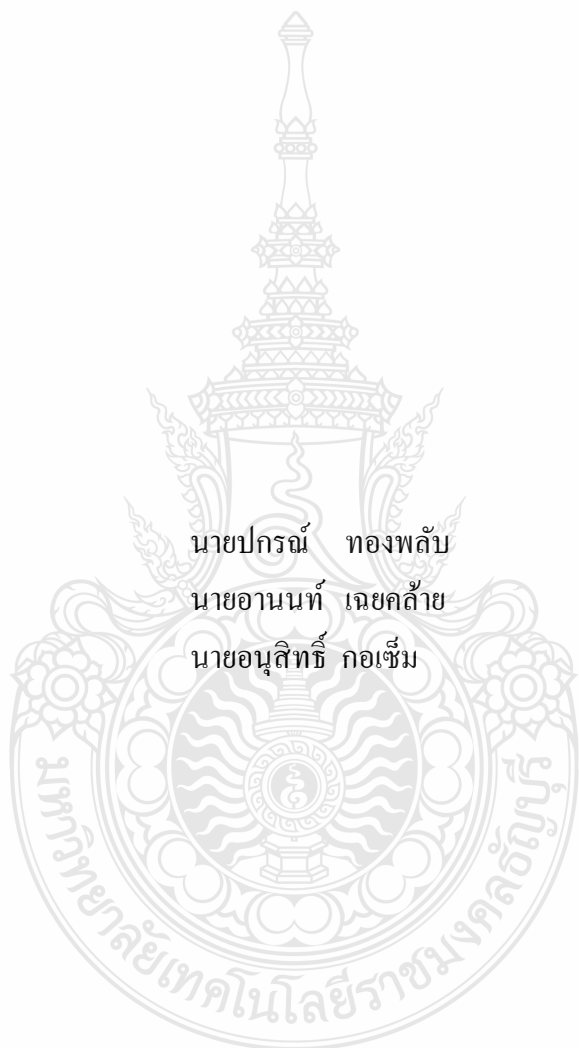 นายปกรณ์ ทองพลับ
นายอานนท์ เฉยคล้าย
นายอนุสิทธิ์ กอเซ็ม
มหาวิทยาลัยเทคโนโลยีราชมงคลธัญบุรี